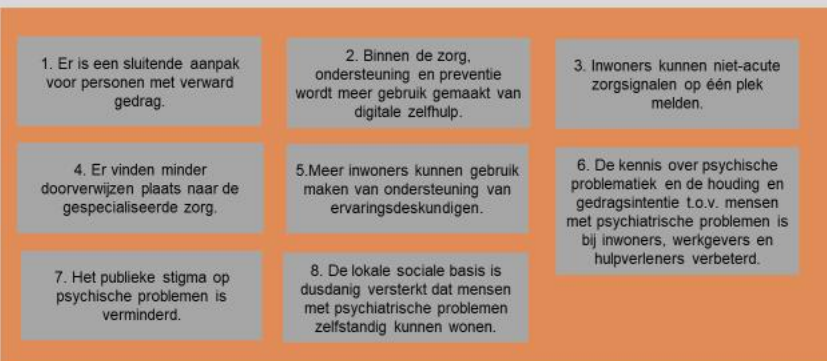 1. Er is een sluitende aanpak
voor personen met verward
gedrag.
2. Binnen de zorg,
ondersteuning en preventie
wordt meer gebruik gemaakt van
digitale zelfhulp.
3. Inwoners kunnen niet-acute
zorgsignalen op één plek
melden.
4. Er vinden minder
doorverwijzen plaats naar de
gespecialiseerde zorg.
5.Meer inwoners kunnen gebruik
maken van ondersteuning van
ervaringsdeskundigen.
6. De kennis over psychische
problematiek en de houding en
gedragsintentie t.o.v. mensen
met psychiatrische problemen is
bij inwoners, werkgevers en
hulpverleners verbeterd.
7. Het publieke stigma op
psychische problemen is
verminderd.
8. De lokale sociale basis is
dusdanig versterkt dat mensen
met psychiatrische problemen
zelfstandig kunnen wonen.